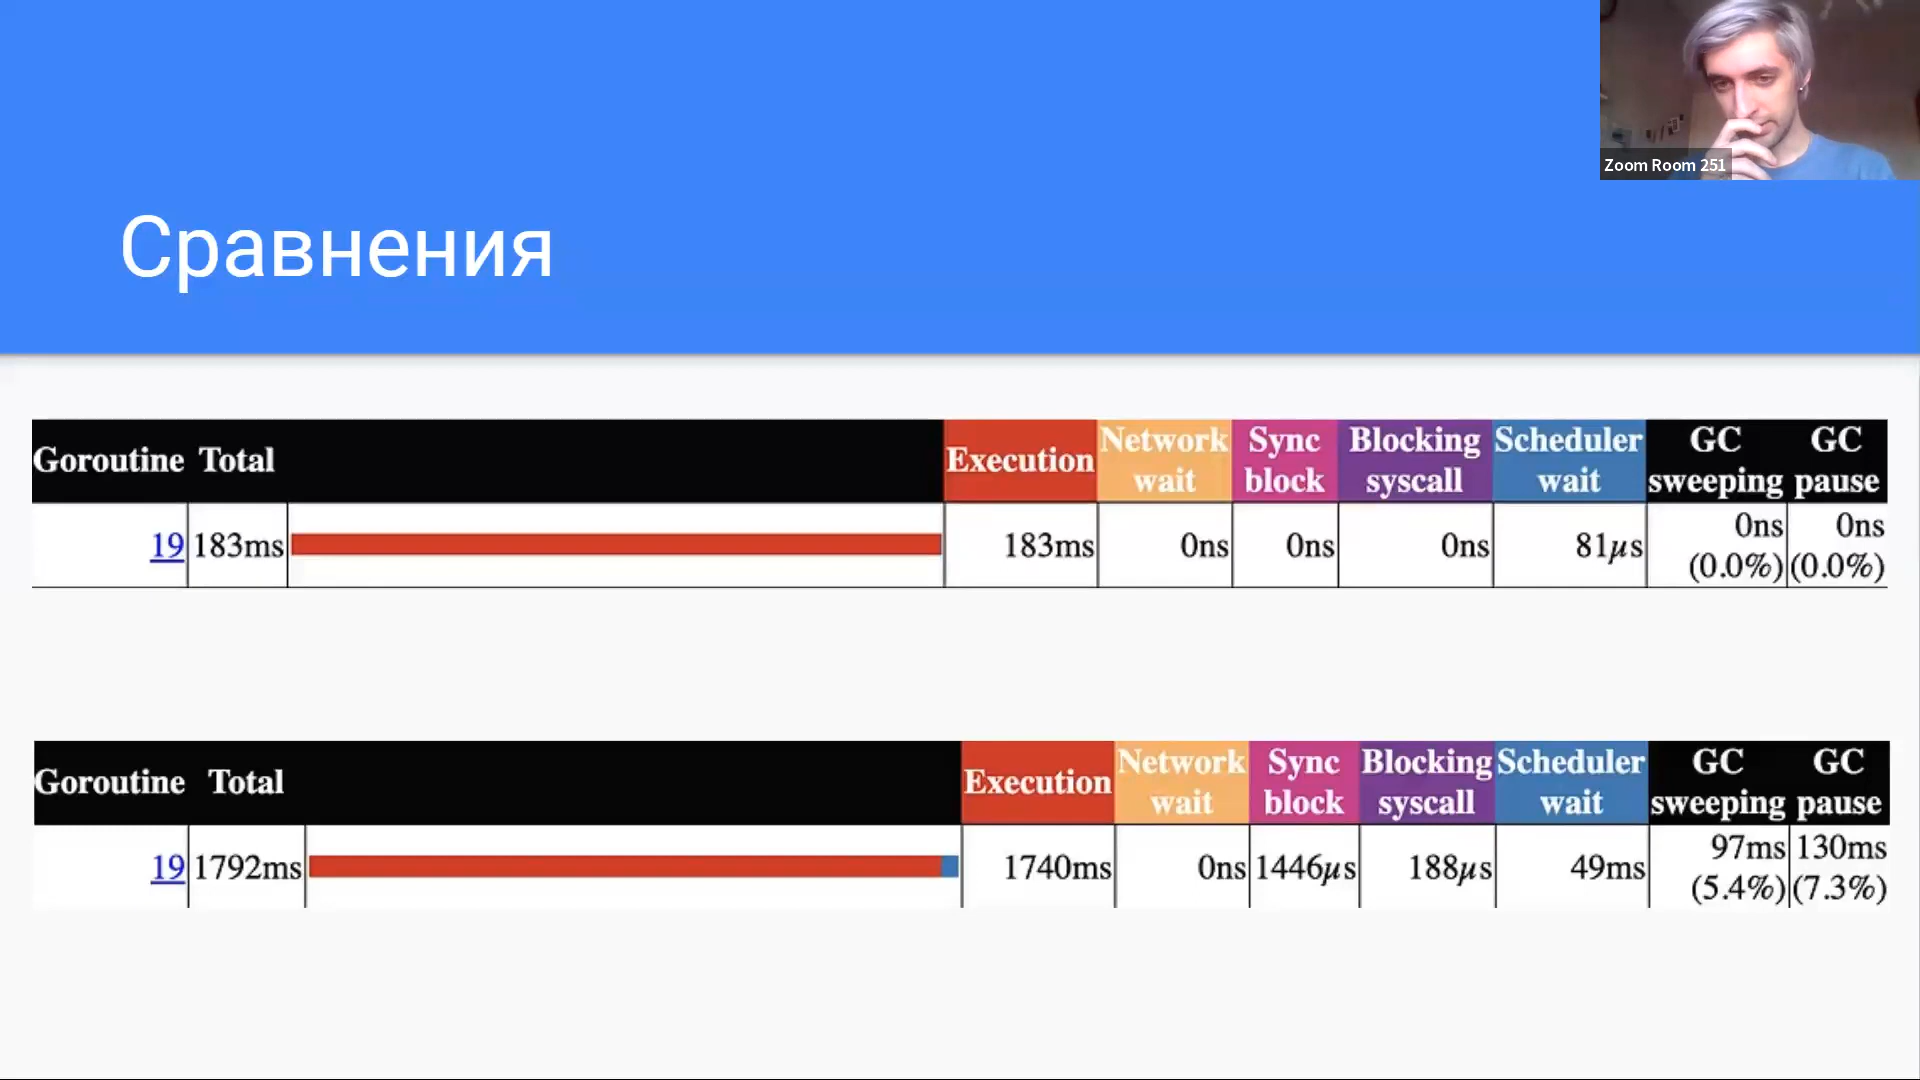 Zoom Room 251
Сравнения
Goroutine Total Execution Network wait Sync block Blocking syscall Scheduler wait GC sweeping GC pause
19 183ms 183ms 0ns 0ns 0ns 81μs 0ns (0.0%) 0ns (0.0%)
Goroutine Total Execution Network wait Sync block Blocking syscall Scheduler wait GC sweeping GC pause
19 1792ms 1740ms 0ns 1446μs 188μs 49ms 97ms (5.4%) 130ms (7.3%)